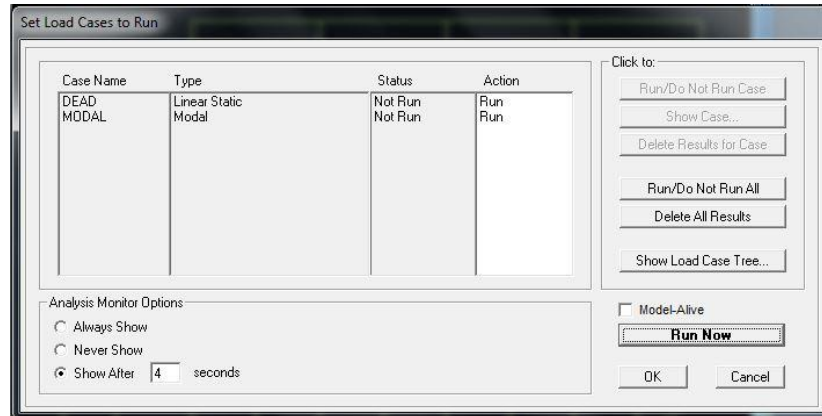 Set Load Cases to Run
Case Name Type Status Action
DEAD Linear Static Not Run Run
MODAL Modal Not Run Run
Click to:
Run/Do Not Run Case
Show Case...
Delete Results for Case
Run/Do Not Run All
Delete All Results
Show Load Case Tree...
Analysis Monitor Options
Always Show
Never Show
Show After 4 seconds
Model-Alive
Run Now
OK Cancel